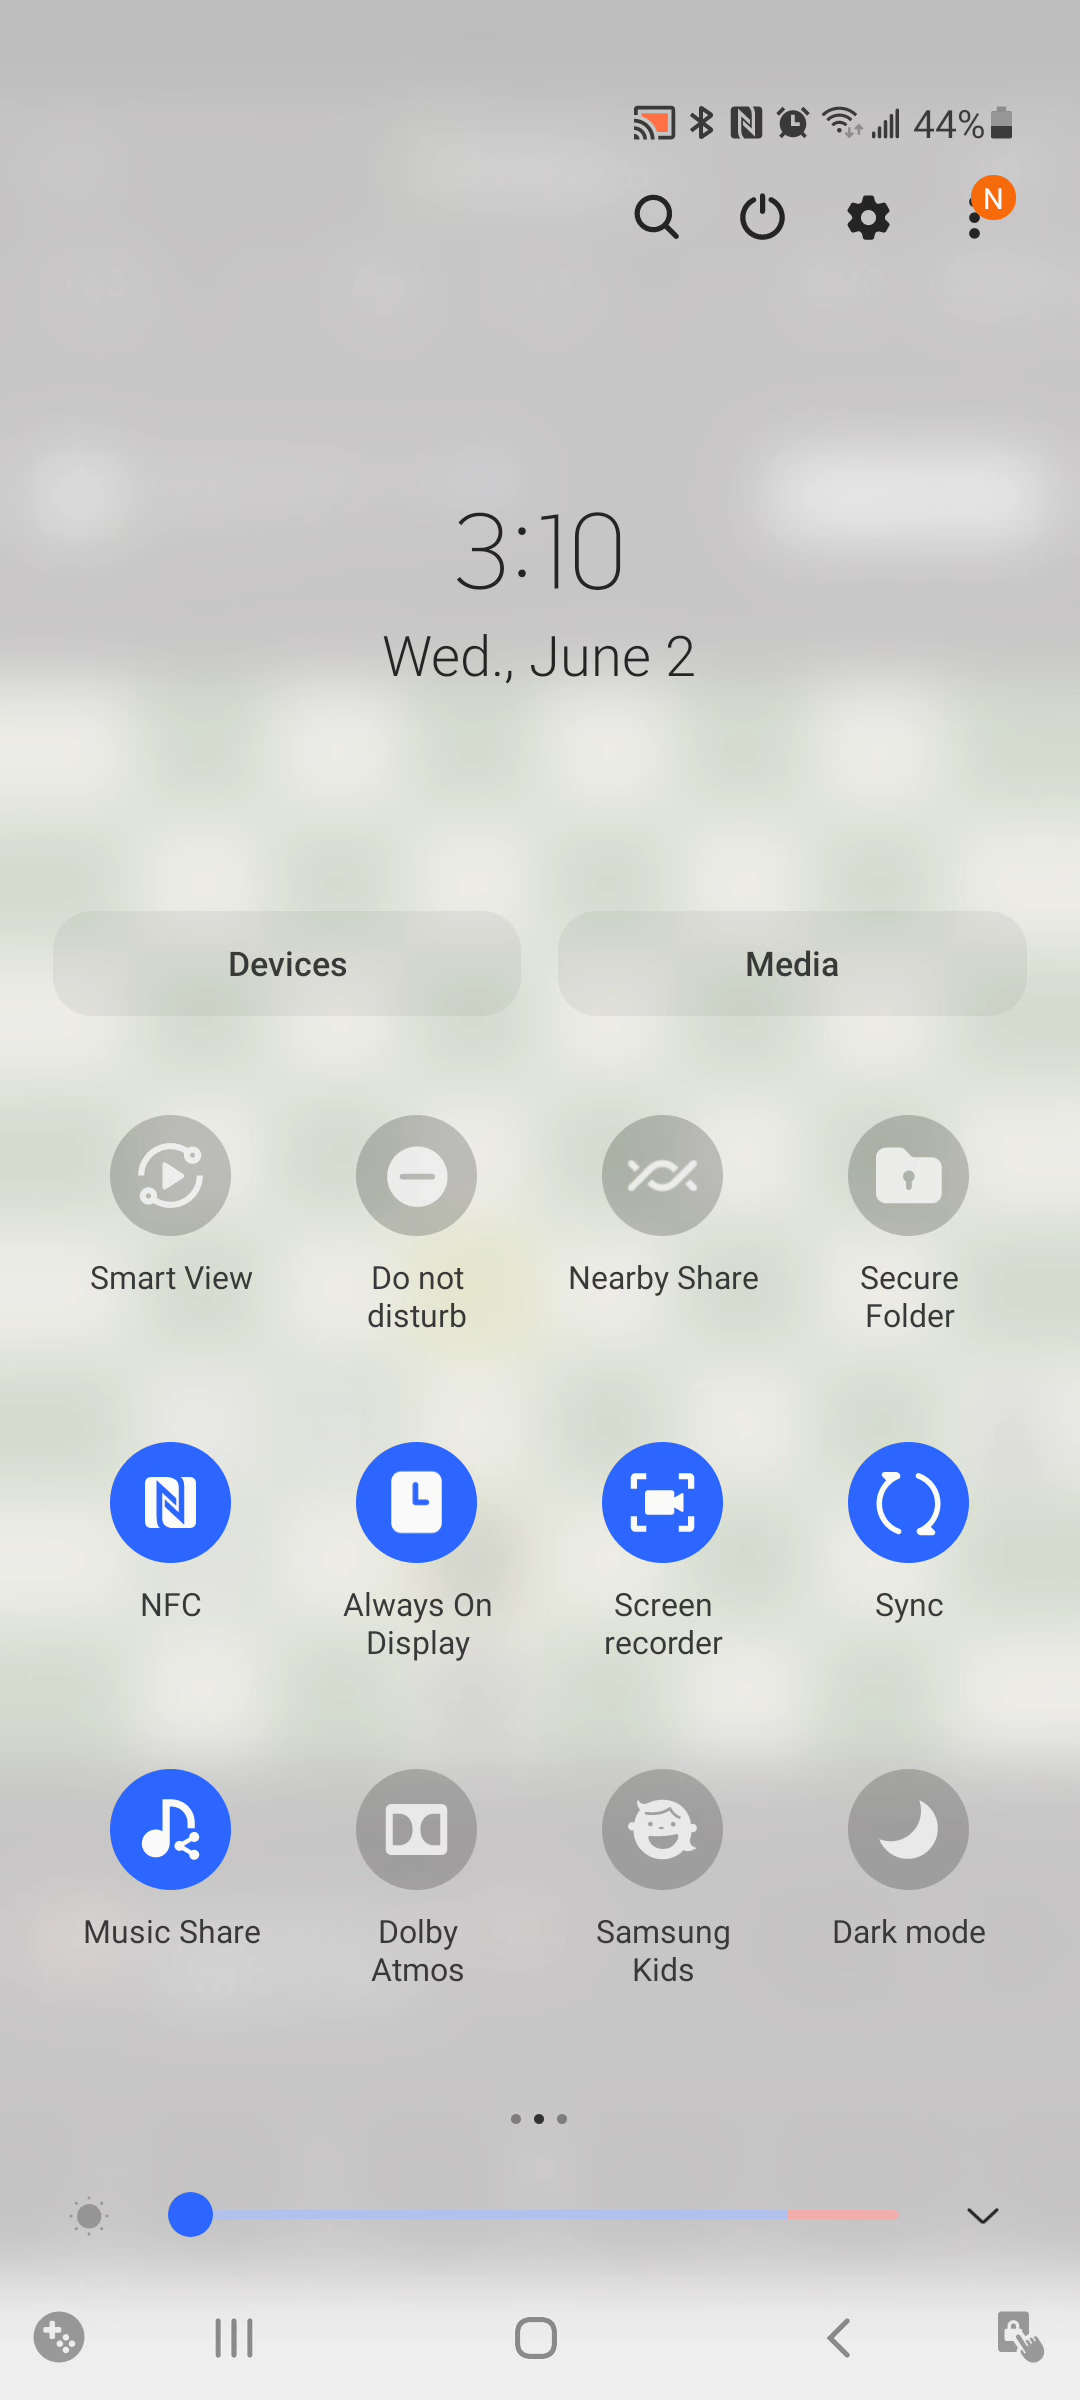 44%
N
3:10
Wed., June 2
Devices
Media
Smart View
Do not
disturb
Nearby Share
Secure
Folder
NFC
Always On
Display
Screen
recorder
Sync
Music Share
Dolby
Atmos
Samsung
Kids
Dark mode